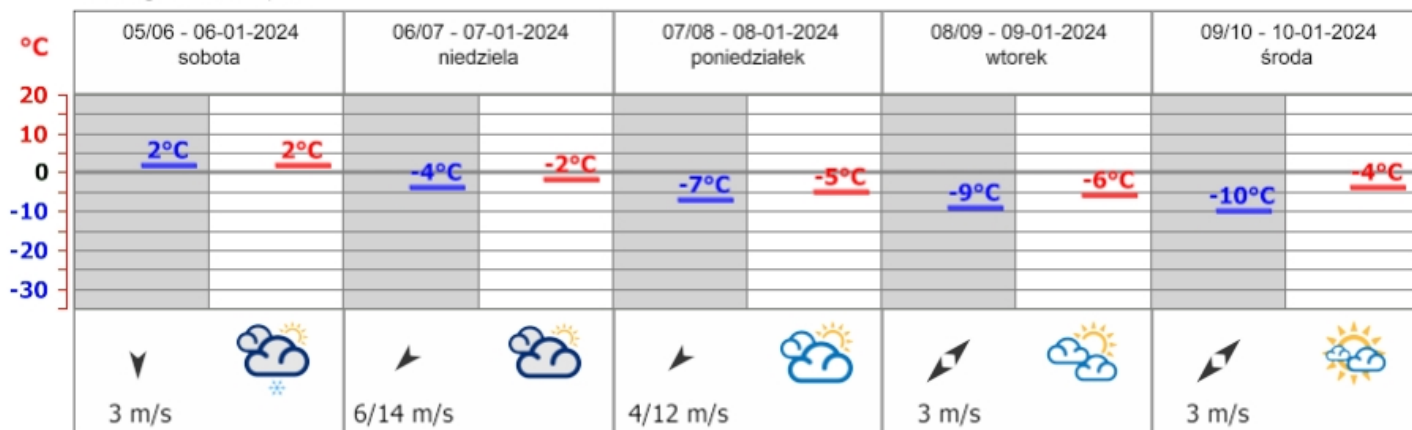 °C
05/06 - 06-01-2024
sobota
06/07 - 07-01-2024
niedziela
07/08 - 08-01-2024
poniedziałek
08/09 - 09-01-2024
wtorek
09/10 - 10-01-2024
środa
20
10
0
-10
-20
-30
2°C
2°C
-4°C
-2°C
-7°C
-5°C
-9°C
-6°C
-10°C
-4°C
3 m/s
6/14 m/s
4/12 m/s
3 m/s
3 m/s